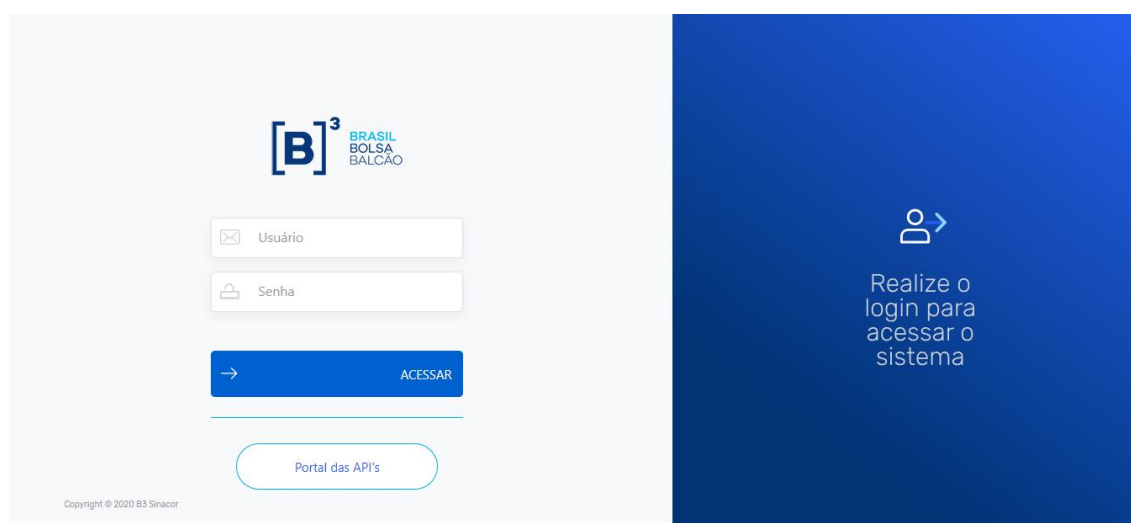 [B]³ BRASIL
BOLSA
BALCÃO
Usuário
Senha
ACESSAR
Portal das API's
Copyright © 2020 B3 Sinacor
Realize o
login para
acessar o
sistema